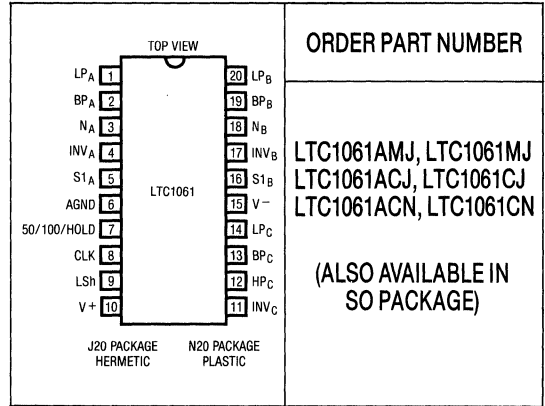 TOP VIEW
LPA 1
BPA 2
NA 3
INVA 4
S1A 5
AGND 6
50/100/HOLD 7
CLK 8
LSh 9
V+ 10
20 LPB
19 BPB
18 NB
17 INVB
16 S1B
15 V−
14 LPC
13 BPC
12 HPC
11 INVC
LTC1061
J20 PACKAGE
HERMETIC
N20 PACKAGE
PLASTIC
ORDER PART NUMBER
LTC1061AMJ, LTC1061MJ
LTC1061ACJ, LTC1061CJ
LTC1061ACN, LTC1061CN
(ALSO AVAILABLE IN
SO PACKAGE)